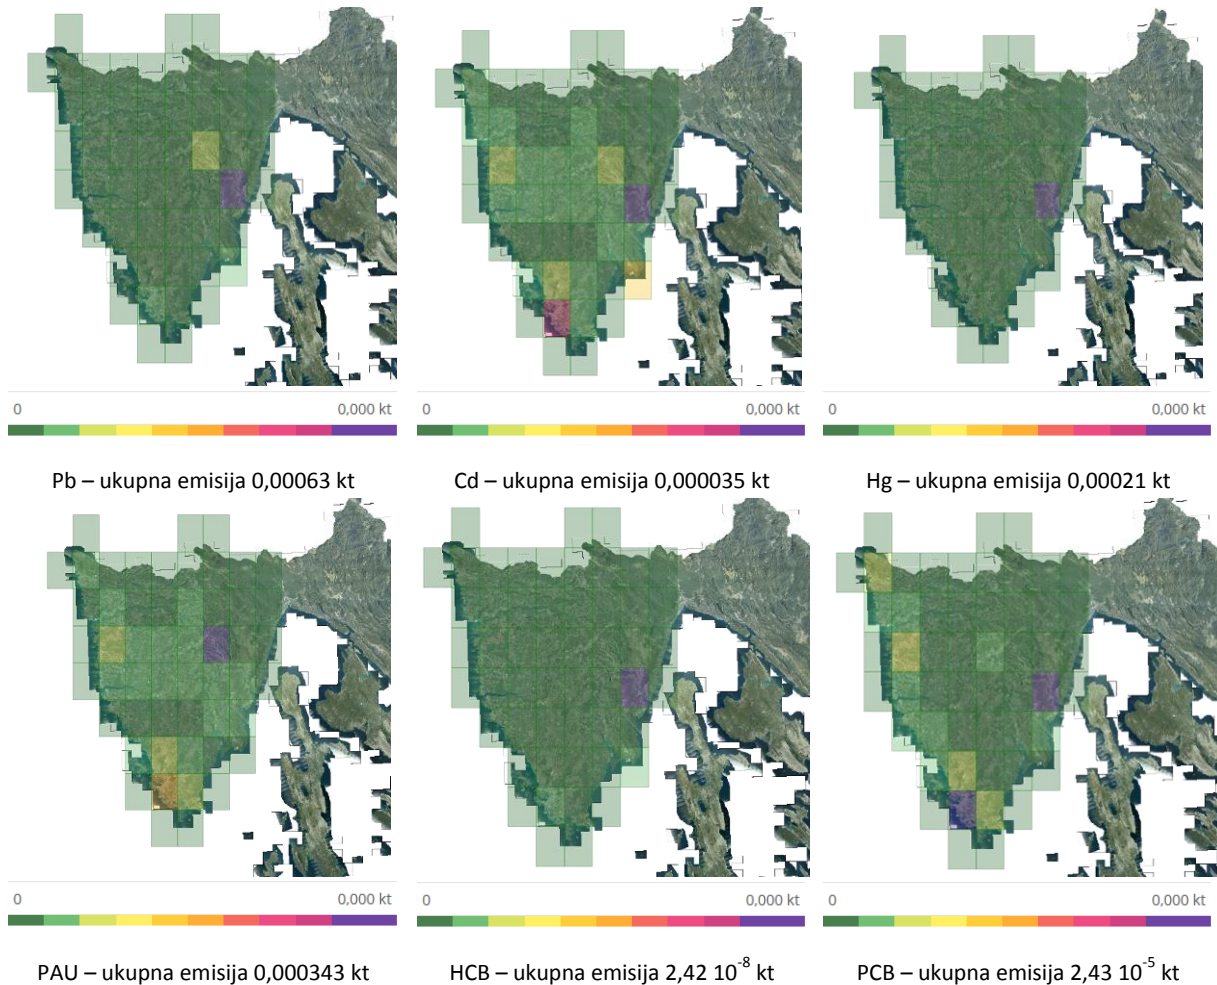 0 0,000 kt 0 0,000 kt 0 0,000 kt
Pb – ukupna emisija 0,00063 kt Cd – ukupna emisija 0,000035 kt Hg – ukupna emisija 0,00021 kt
0 0,000 kt 0 0,000 kt 0 0,000 kt
PAU – ukupna emisija 0,000343 kt HCB – ukupna emisija 2,42 10⁻⁸ kt PCB – ukupna emisija 2,43 10⁻⁵ kt